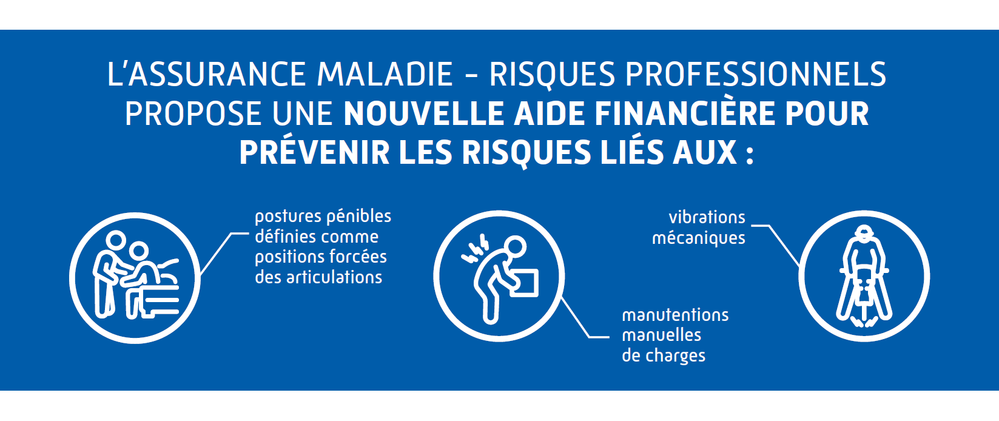 L’ASSURANCE MALADIE - RISQUES PROFESSIONNELS
PROPOSE UNE NOUVELLE AIDE FINANCIÈRE POUR
PRÉVENIR LES RISQUES LIÉS AUX :
postures pénibles
définies comme
positions forcées
des articulations
manutentions
manuelles
de charges
vibrations
mécaniques